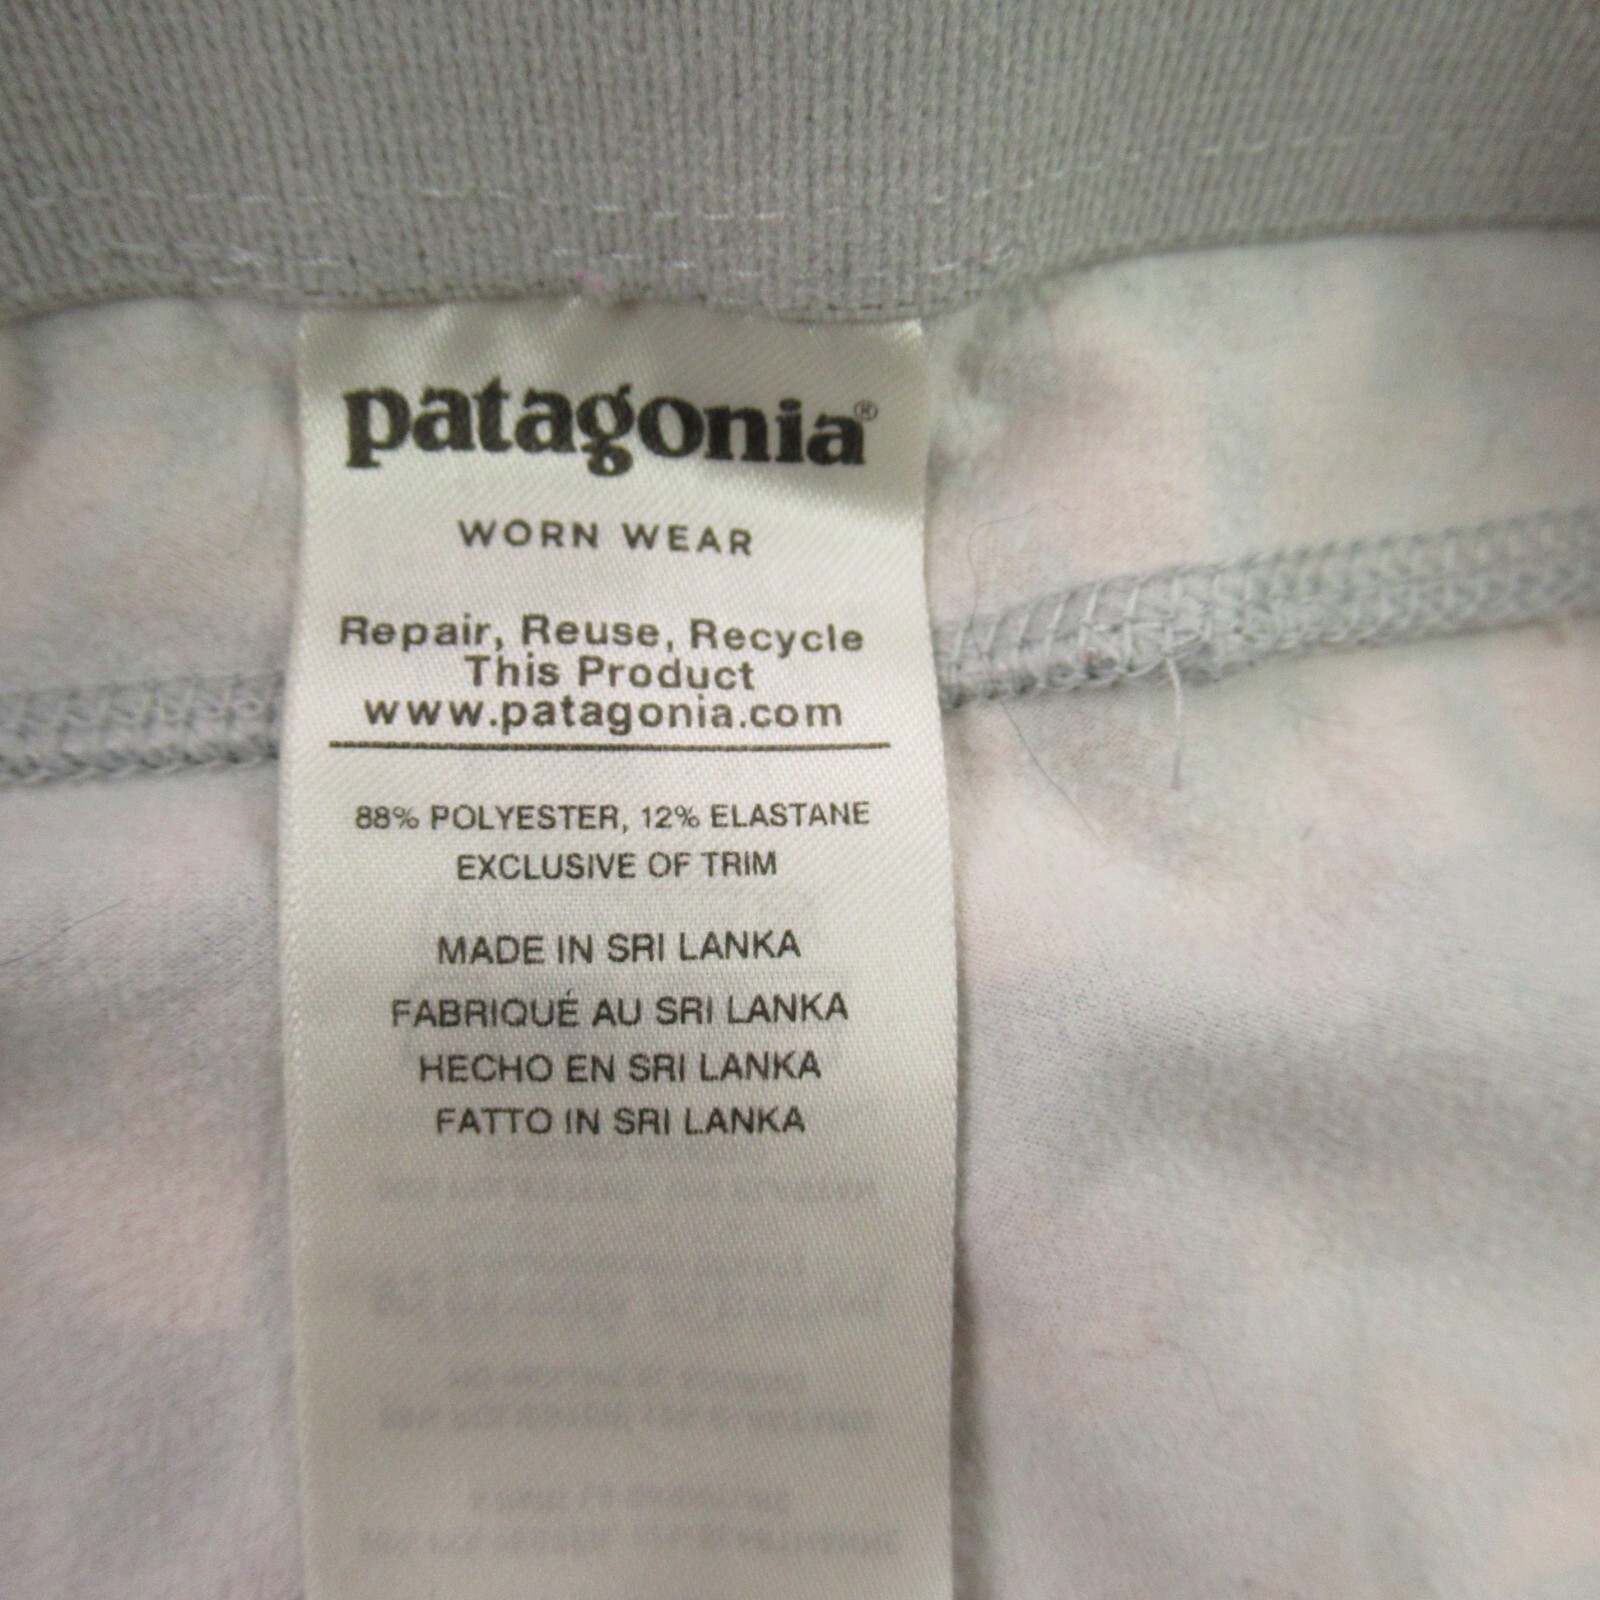 patagonia®
WORN WEAR
Repair, Reuse, Recycle
This Product
www.patagonia.com
88% POLYESTER, 12% ELASTANE
EXCLUSIVE OF TRIM
MADE IN SRI LANKA
FABRIQUÉ AU SRI LANKA
HECHO EN SRI LANKA
FATTO IN SRI LANKA